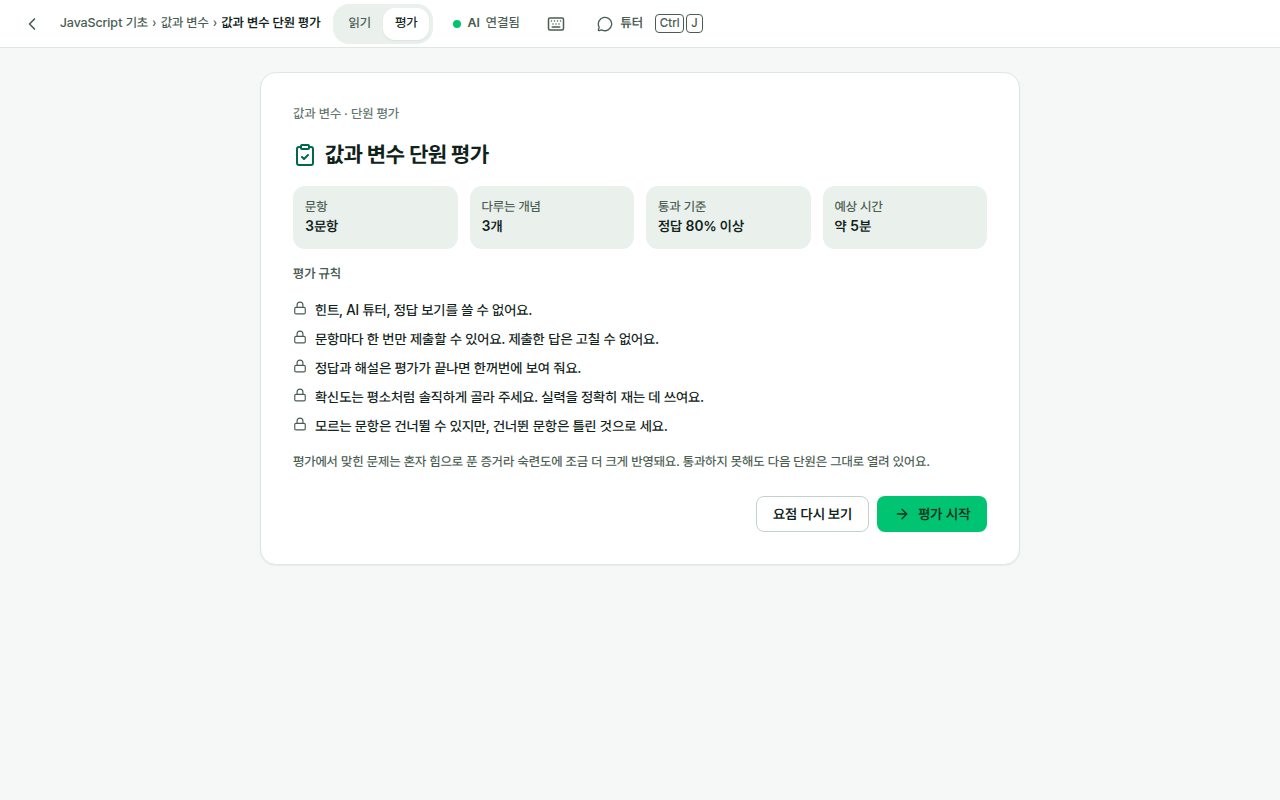 JavaScript 기초 › 값과 변수 › 값과 변수 단원 평가 읽기 평가 AI 연결됨 튜터 Ctrl J
값과 변수 · 단원 평가
값과 변수 단원 평가
문항 다루는 개념 통과 기준 예상 시간
3문항 3개 정답 80% 이상 약 5분
평가 규칙
힌트, AI 튜터, 정답 보기를 쓸 수 없어요.
문항마다 한 번만 제출할 수 있어요. 제출한 답은 고칠 수 없어요.
정답과 해설은 평가가 끝나면 한꺼번에 보여 줘요.
확신도는 평소처럼 솔직하게 골라 주세요. 실력을 정확히 재는 데 쓰여요.
모르는 문항은 건너뛸 수 있지만, 건너뛴 문항은 틀린 것으로 세요.
평가에서 맞힌 문제는 혼자 힘으로 푼 증거라 숙련도에 조금 더 크게 반영돼요. 통과하지 못해도 다음 단원은 그대로 열려 있어요.
요점 다시 보기 평가 시작